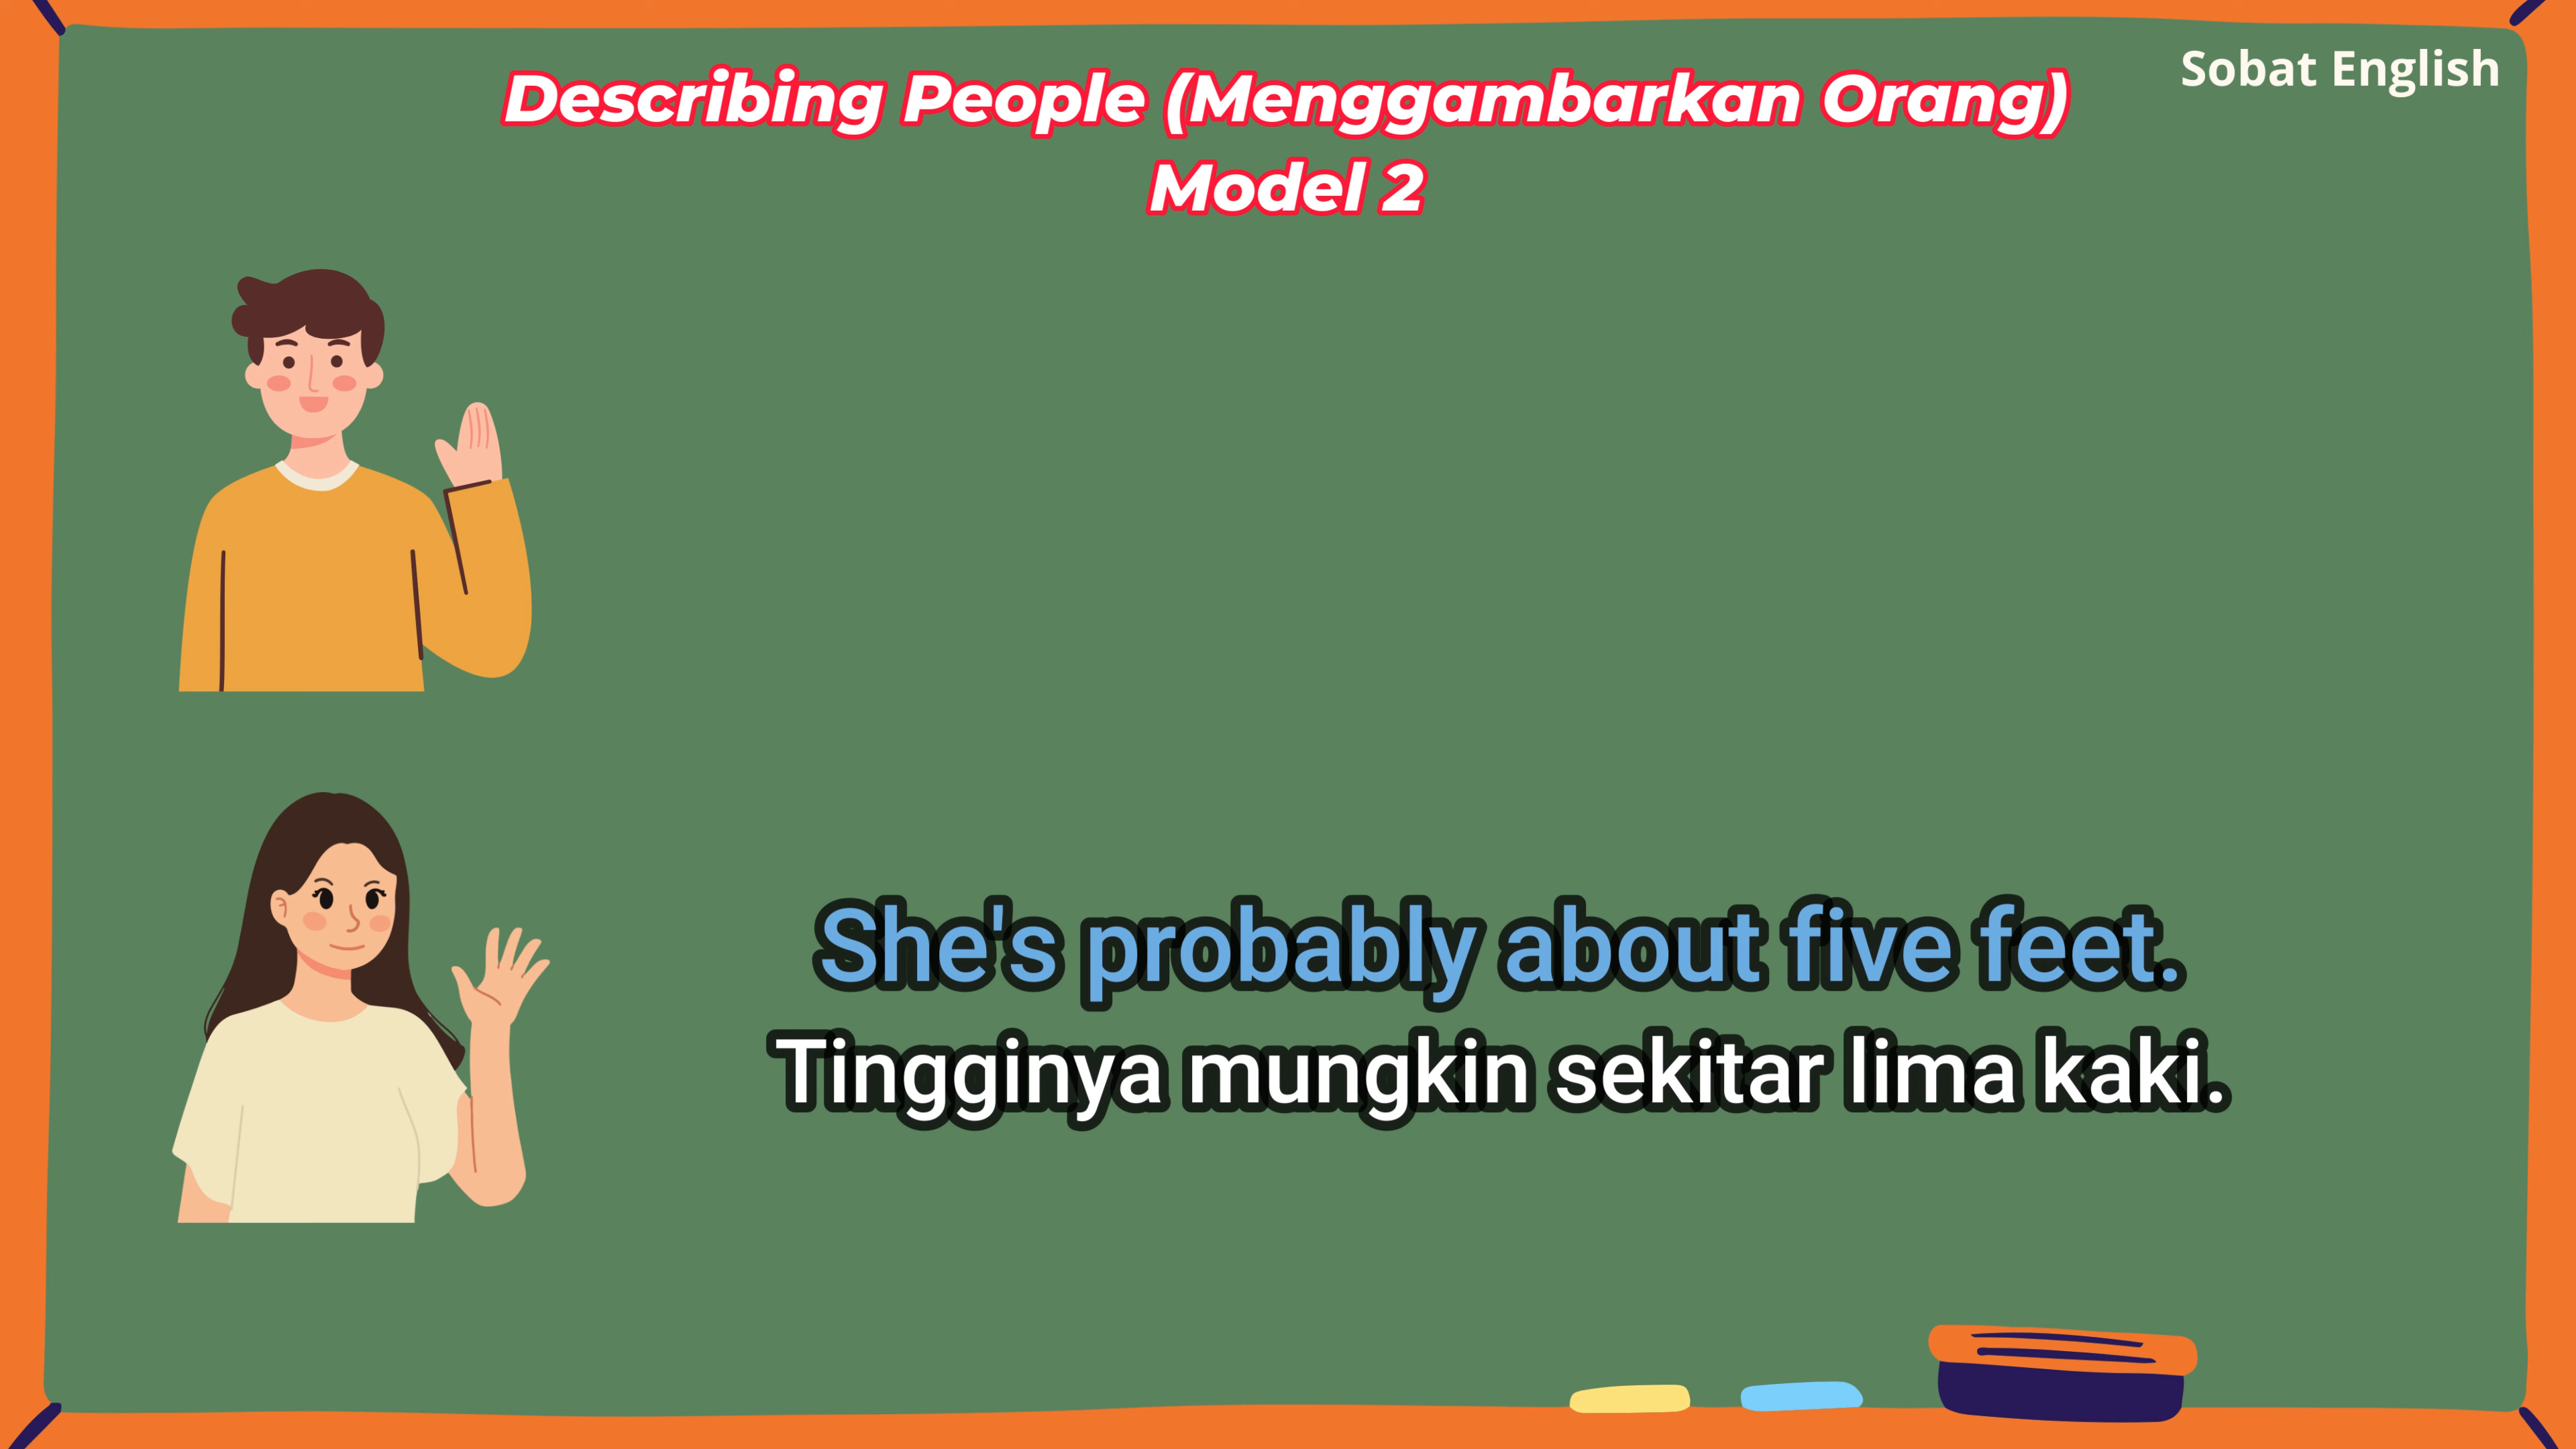 Sobat English
Describing People (Menggambarkan Orang)
Model 2
She's probably about five feet.
Tingginya mungkin sekitar lima kaki.